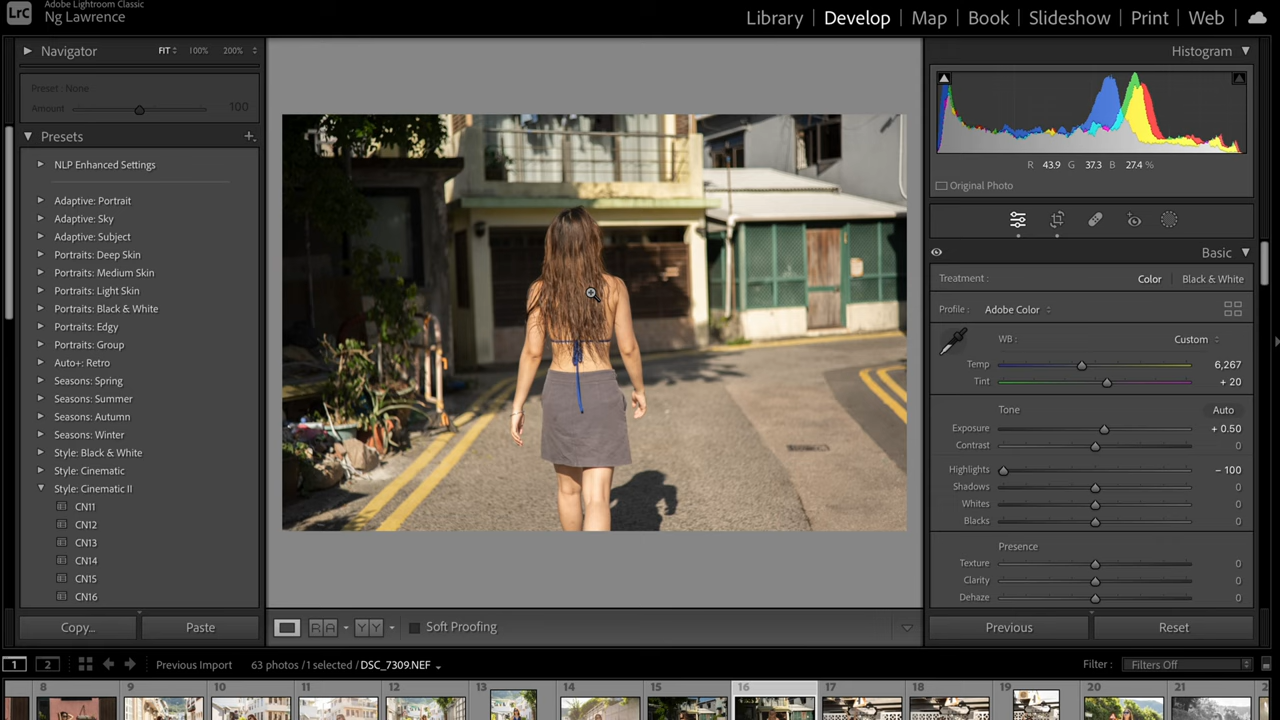 LrC
Adobe Lightroom Classic
Ng Lawrence
Library | Develop | Map | Book | Slideshow | Print | Web
Navigator FIT 100% 200%
Preset : None
Amount 100
Presets
NLP Enhanced Settings
Adaptive: Portrait
Adaptive: Sky
Adaptive: Subject
Portraits: Deep Skin
Portraits: Medium Skin
Portraits: Light Skin
Portraits: Black & White
Portraits: Edgy
Portraits: Group
Auto+: Retro
Seasons: Spring
Seasons: Summer
Seasons: Autumn
Seasons: Winter
Style: Black & White
Style: Cinematic
Style: Cinematic II
CN11
CN12
CN13
CN14
CN15
CN16
Copy... Paste
R A Y Y Soft Proofing
Histogram
R 43.9 G 37.3 B 27.4 %
Original Photo
Basic
Treatment : Color Black & White
Profile : Adobe Color
WB : Custom
Temp 6,267
Tint + 20
Tone Auto
Exposure + 0.50
Contrast 0
Highlights − 100
Shadows 0
Whites 0
Blacks 0
Presence
Texture 0
Clarity 0
Dehaze 0
Previous Reset
1 2 Previous Import 63 photos / 1 selected / DSC_7309.NEF Filter : Filters Off
8 9 10 11 12 13 14 15 16 17 18 19 20 21